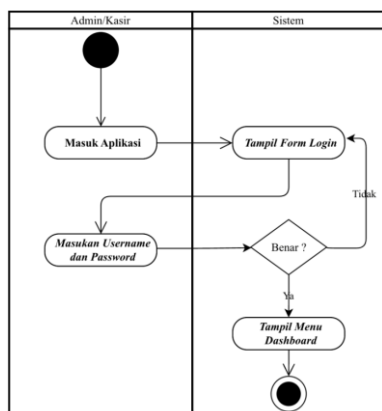 Admin/Kasir
Sistem
Masuk Aplikasi
Tampil Form Login
Tidak
Masukan Username
dan Password
Benar ?
Ya
Tampil Menu
Dashboard